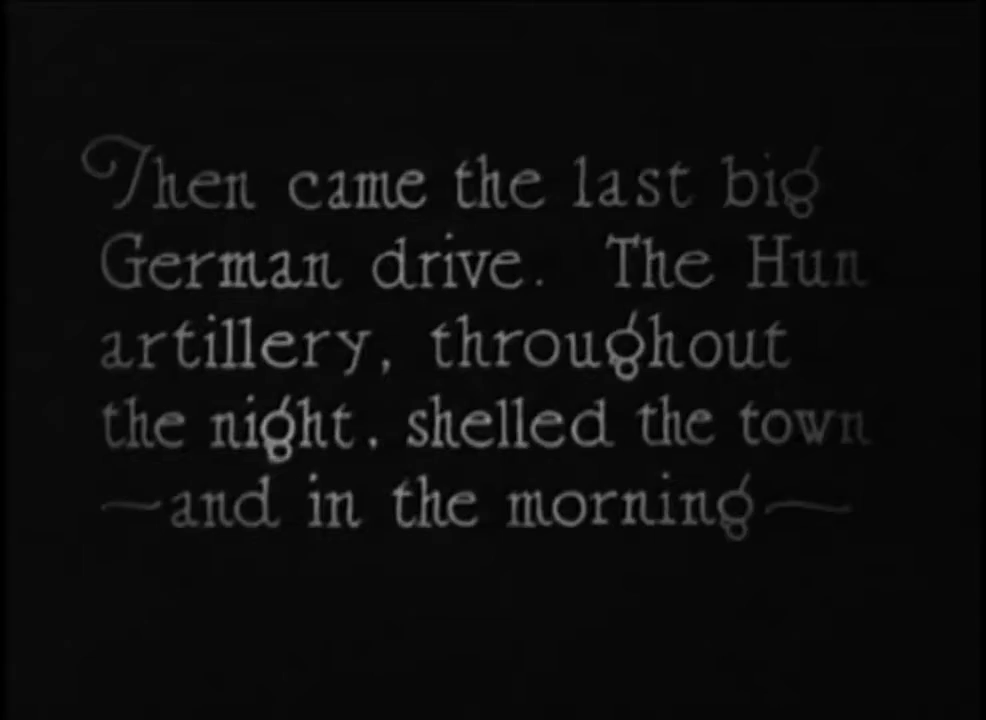 Then came the last big
German drive. The Hun
artillery, throughout
the night, shelled the town
—and in the morning—